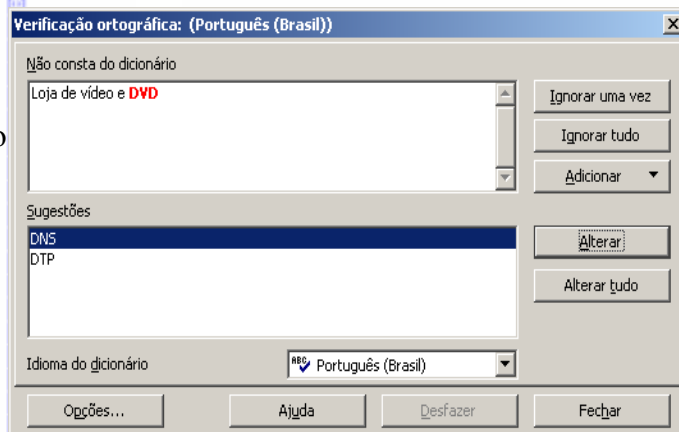 Verificação ortográfica: (Português (Brasil))
Não consta do dicionário
Loja de vídeo e DVD
Ignorar uma vez
Ignorar tudo
Adicionar
Sugestões
DNS
DTP
Alterar
Alterar tudo
Idioma do dicionário
Português (Brasil)
Opções...
Ajuda
Desfazer
Fechar